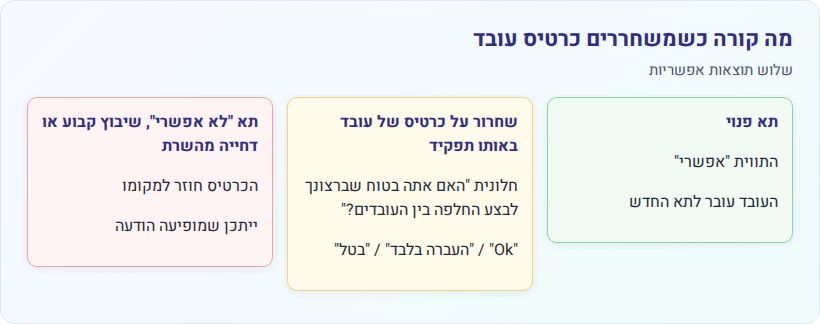 מה קורה כשמשחררים כרטיס עובד
שלוש תוצאות אפשריות
תא פנוי
התווית "אפשרי"
העובד עובר לתא החדש
שחרור על כרטיס של עובד
באותו תפקיד
חלונית "האם אתה בטוח שברצונך
לבצע החלפה בין העובדים?"
"Ok" / "העברה בלבד" / "בטל"
תא "לא אפשרי", שיבוץ קבוע או
דחייה מהשרת
הכרטיס חוזר למקומו
ייתכן שמופיעה הודעה